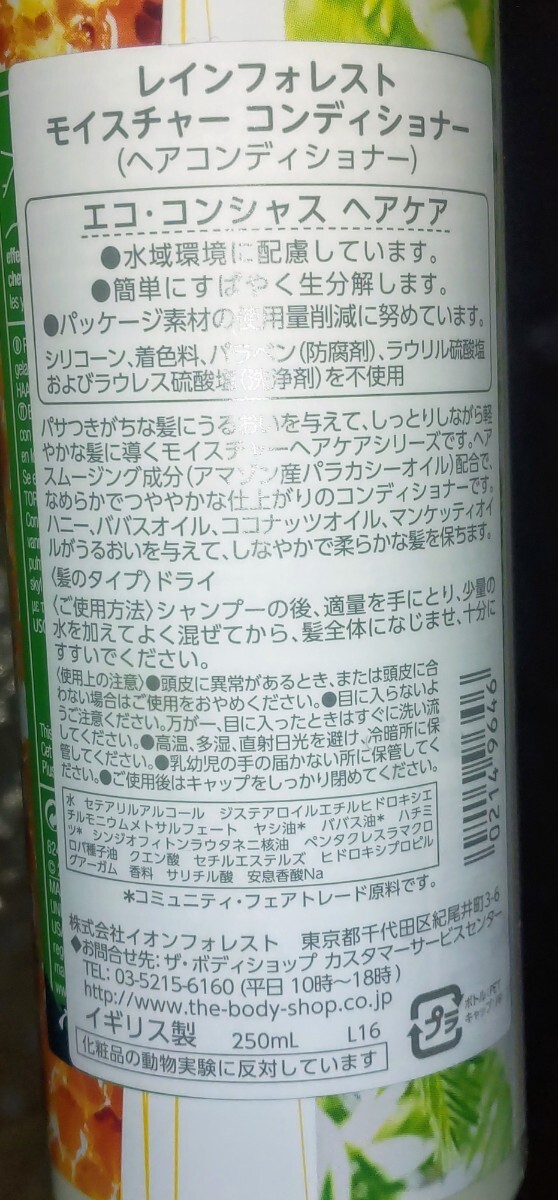 レインフォレスト
モイスチャー コンディショナー
(ヘアコンディショナー)
エコ・コンシャス ヘアケア
●水域環境に配慮しています。
●簡単にすばやく生分解します。
●パッケージ素材の使用量削減に努めています。
シリコーン、着色料、パラベン(防腐剤)、ラウリル硫酸塩
およびラウレス硫酸塩(洗浄剤)を不使用
パサつきがちな髪にうるおいを与えて、しっとりしながら軽
やかな髪に導くモイスチャーヘアケアシリーズです。ヘア
スムージング成分(アマゾン産パラカシーオイル)配合で、
なめらかでつややかな仕上がりのコンディショナーです。
ハニー、ババスオイル、ココナッツオイル、マンケッティオイ
ルがうるおいを与えて、しなやかで柔らかな髪を保ちます。
〈髪のタイプ〉ドライ
〈ご使用方法〉シャンプーの後、適量を手にとり、少量の
水を加えてよく混ぜてから、髪全体になじませ、十分に
すすいでください。
〈使用上の注意〉●頭皮に異常があるとき、または頭皮に合
わない場合はご使用をおやめください。●目に入らないよ
うご注意ください。万が一、目に入ったときはすぐに洗い流
してください。●高温、多湿、直射日光を避け、冷暗所に保
管してください。●乳幼児の手の届かない所に保管してく
ださい。●ご使用後はキャップをしっかり閉めてください。
水 セテアリルアルコール ジステアロイルエチルヒドロキシエ
チルモニウムメトサルフェート ヤシ油* ババス油* ハチミ
ツ* シンジオフィトンラウタネニ核油 ペンタクレスラマクロ
ロバ種子油 クエン酸 セチルエステルズ ヒドロキシプロピル
グアーガム 香料 サリチル酸 安息香酸Na
*コミュニティ・フェアトレード原料です。
02149649
株式会社イオンフォレスト 東京都千代田区紀尾井町3-6
◆お問合せ先:ザ・ボディショップ カスタマーサービスセンター
TEL: 03-5215-6160 (平日 10時〜18時)
http://www.the-body-shop.co.jp
イギリス製 250mL L16
化粧品の動物実験に反対しています
プラ
ボトル:PET
キャップ:PP